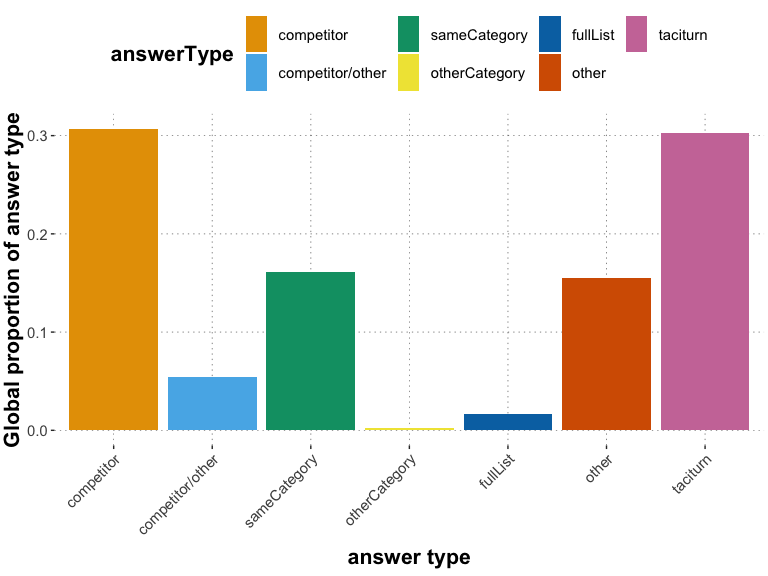 answerType
competitor
sameCategory
fullList
taciturn
competitor/other
otherCategory
other
Global proportion of answer type
0.3
0.2
0.1
0.0
competitor
competitor/other
sameCategory
otherCategory
fullList
other
taciturn
answer type